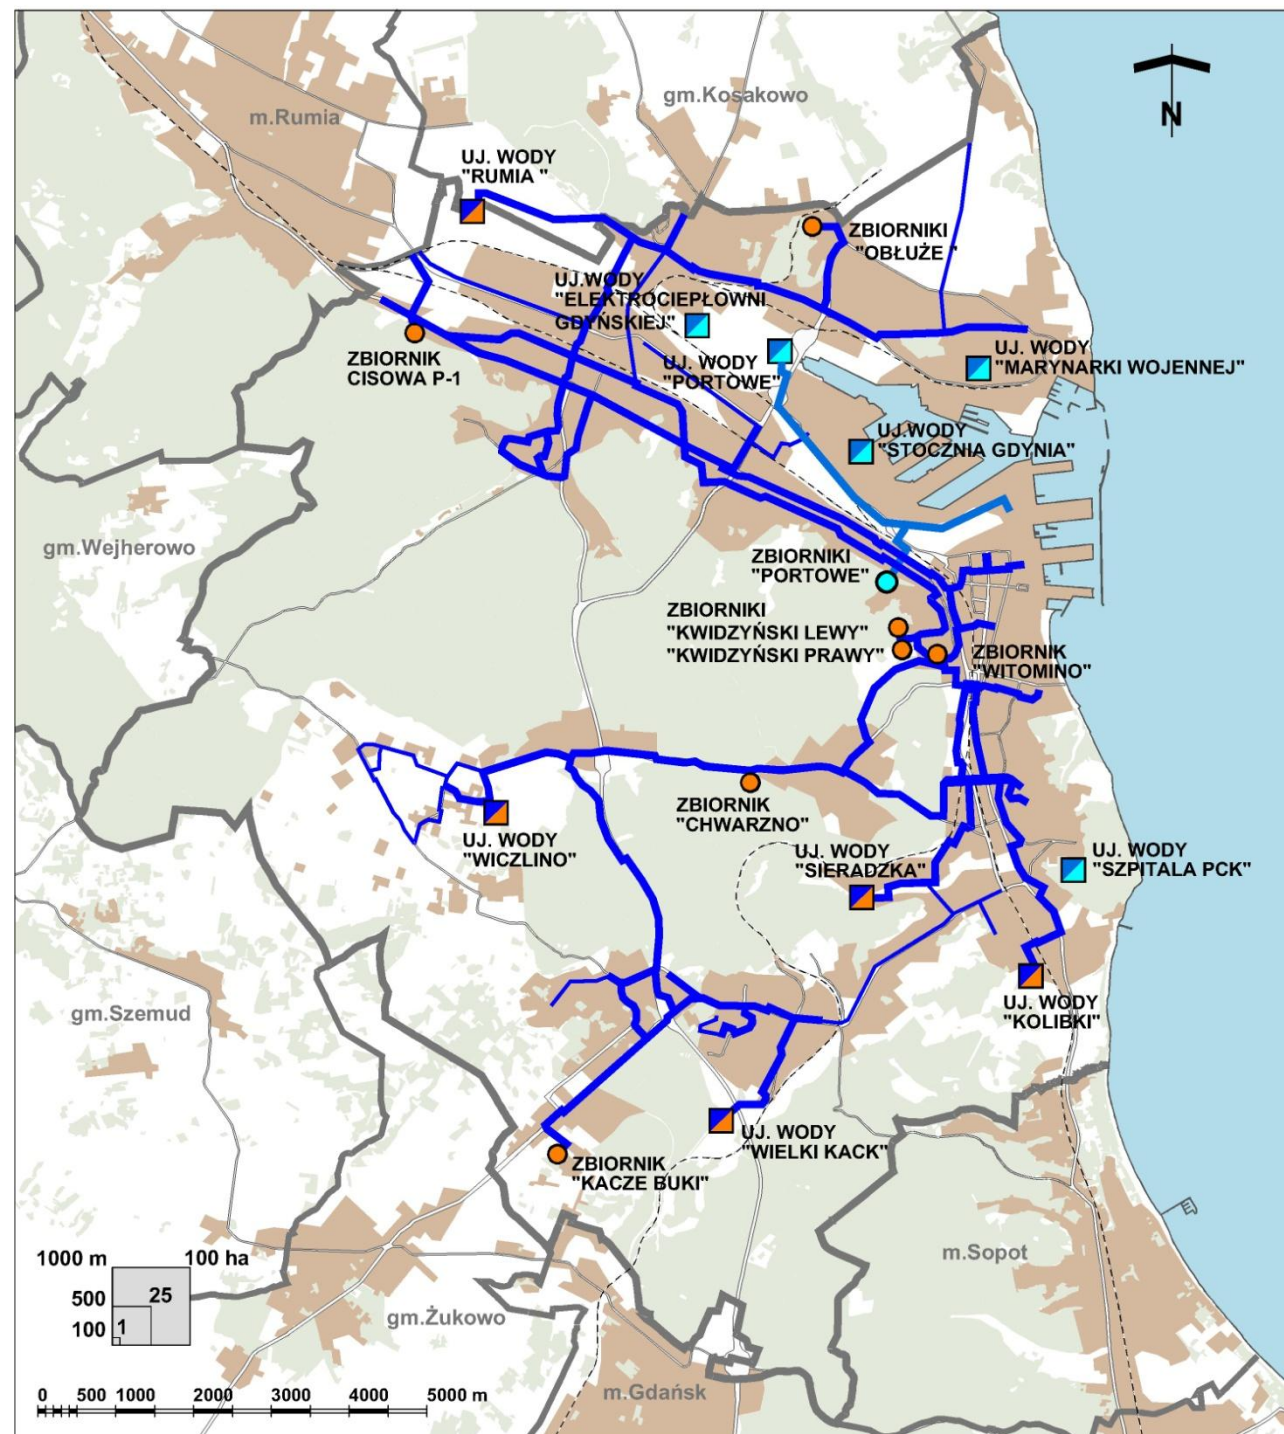 gm.Kosakowo
m.Rumia
N
UJ. WODY
"RUMIA "
ZBIORNIKI
"OBŁUŻE "
UJ.WODY
"ELEKTROCIEPŁOWNI
GDYŃSKIEJ"
ZBIORNIK
CISOWA P-1
UJ. WODY
"PORTOWE"
UJ. WODY
"MARYNARKI WOJENNEJ"
UJ.WODY
"STOCZNIA GDYNIA"
gm.Wejherowo
ZBIORNIKI
"PORTOWE"
ZBIORNIKI
"KWIDZYŃSKI LEWY"
"KWIDZYŃSKI PRAWY"
ZBIORNIK
"WITOMINO"
ZBIORNIK
"CHWARZNO"
UJ. WODY
"WICZLINO"
UJ. WODY
"SIERADZKA"
UJ. WODY
"SZPITALA PCK"
gm.Szemud
UJ. WODY
"KOLIBKI"
UJ. WODY
"WIELKI KACK"
ZBIORNIK
"KACZE BUKI"
m.Sopot
1000 m 100 ha
500 25
100 1
gm.Żukowo
m.Gdańsk
0 500 1000 2000 3000 4000 5000 m